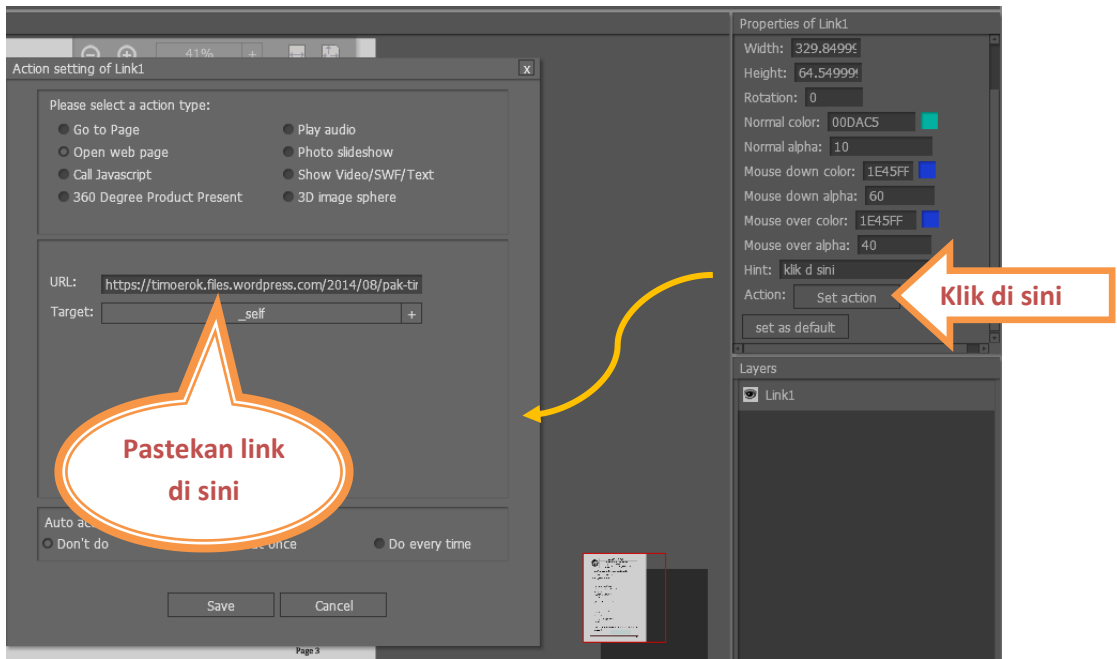 41% +
Action setting of Link1 x
Please select a action type:
Go to Page
Play audio
Open web page
Photo slideshow
Call Javascript
Show Video/SWF/Text
360 Degree Product Present
3D image sphere
URL: https://timoerok.files.wordpress.com/2014/08/pak-tir
Target: _self +
Pastekan link
di sini
Auto
Don't do
once
Do every time
Save Cancel
Page 3
Properties of Link1
Width: 329.84999
Height: 64.54999
Rotation: 0
Normal color: 00DAC5
Normal alpha: 10
Mouse down color: 1E45FF
Mouse down alpha: 60
Mouse over color: 1E45FF
Mouse over alpha: 40
Hint: klik d sini
Action: Set action
Klik di sini
set as default
Layers
Link1